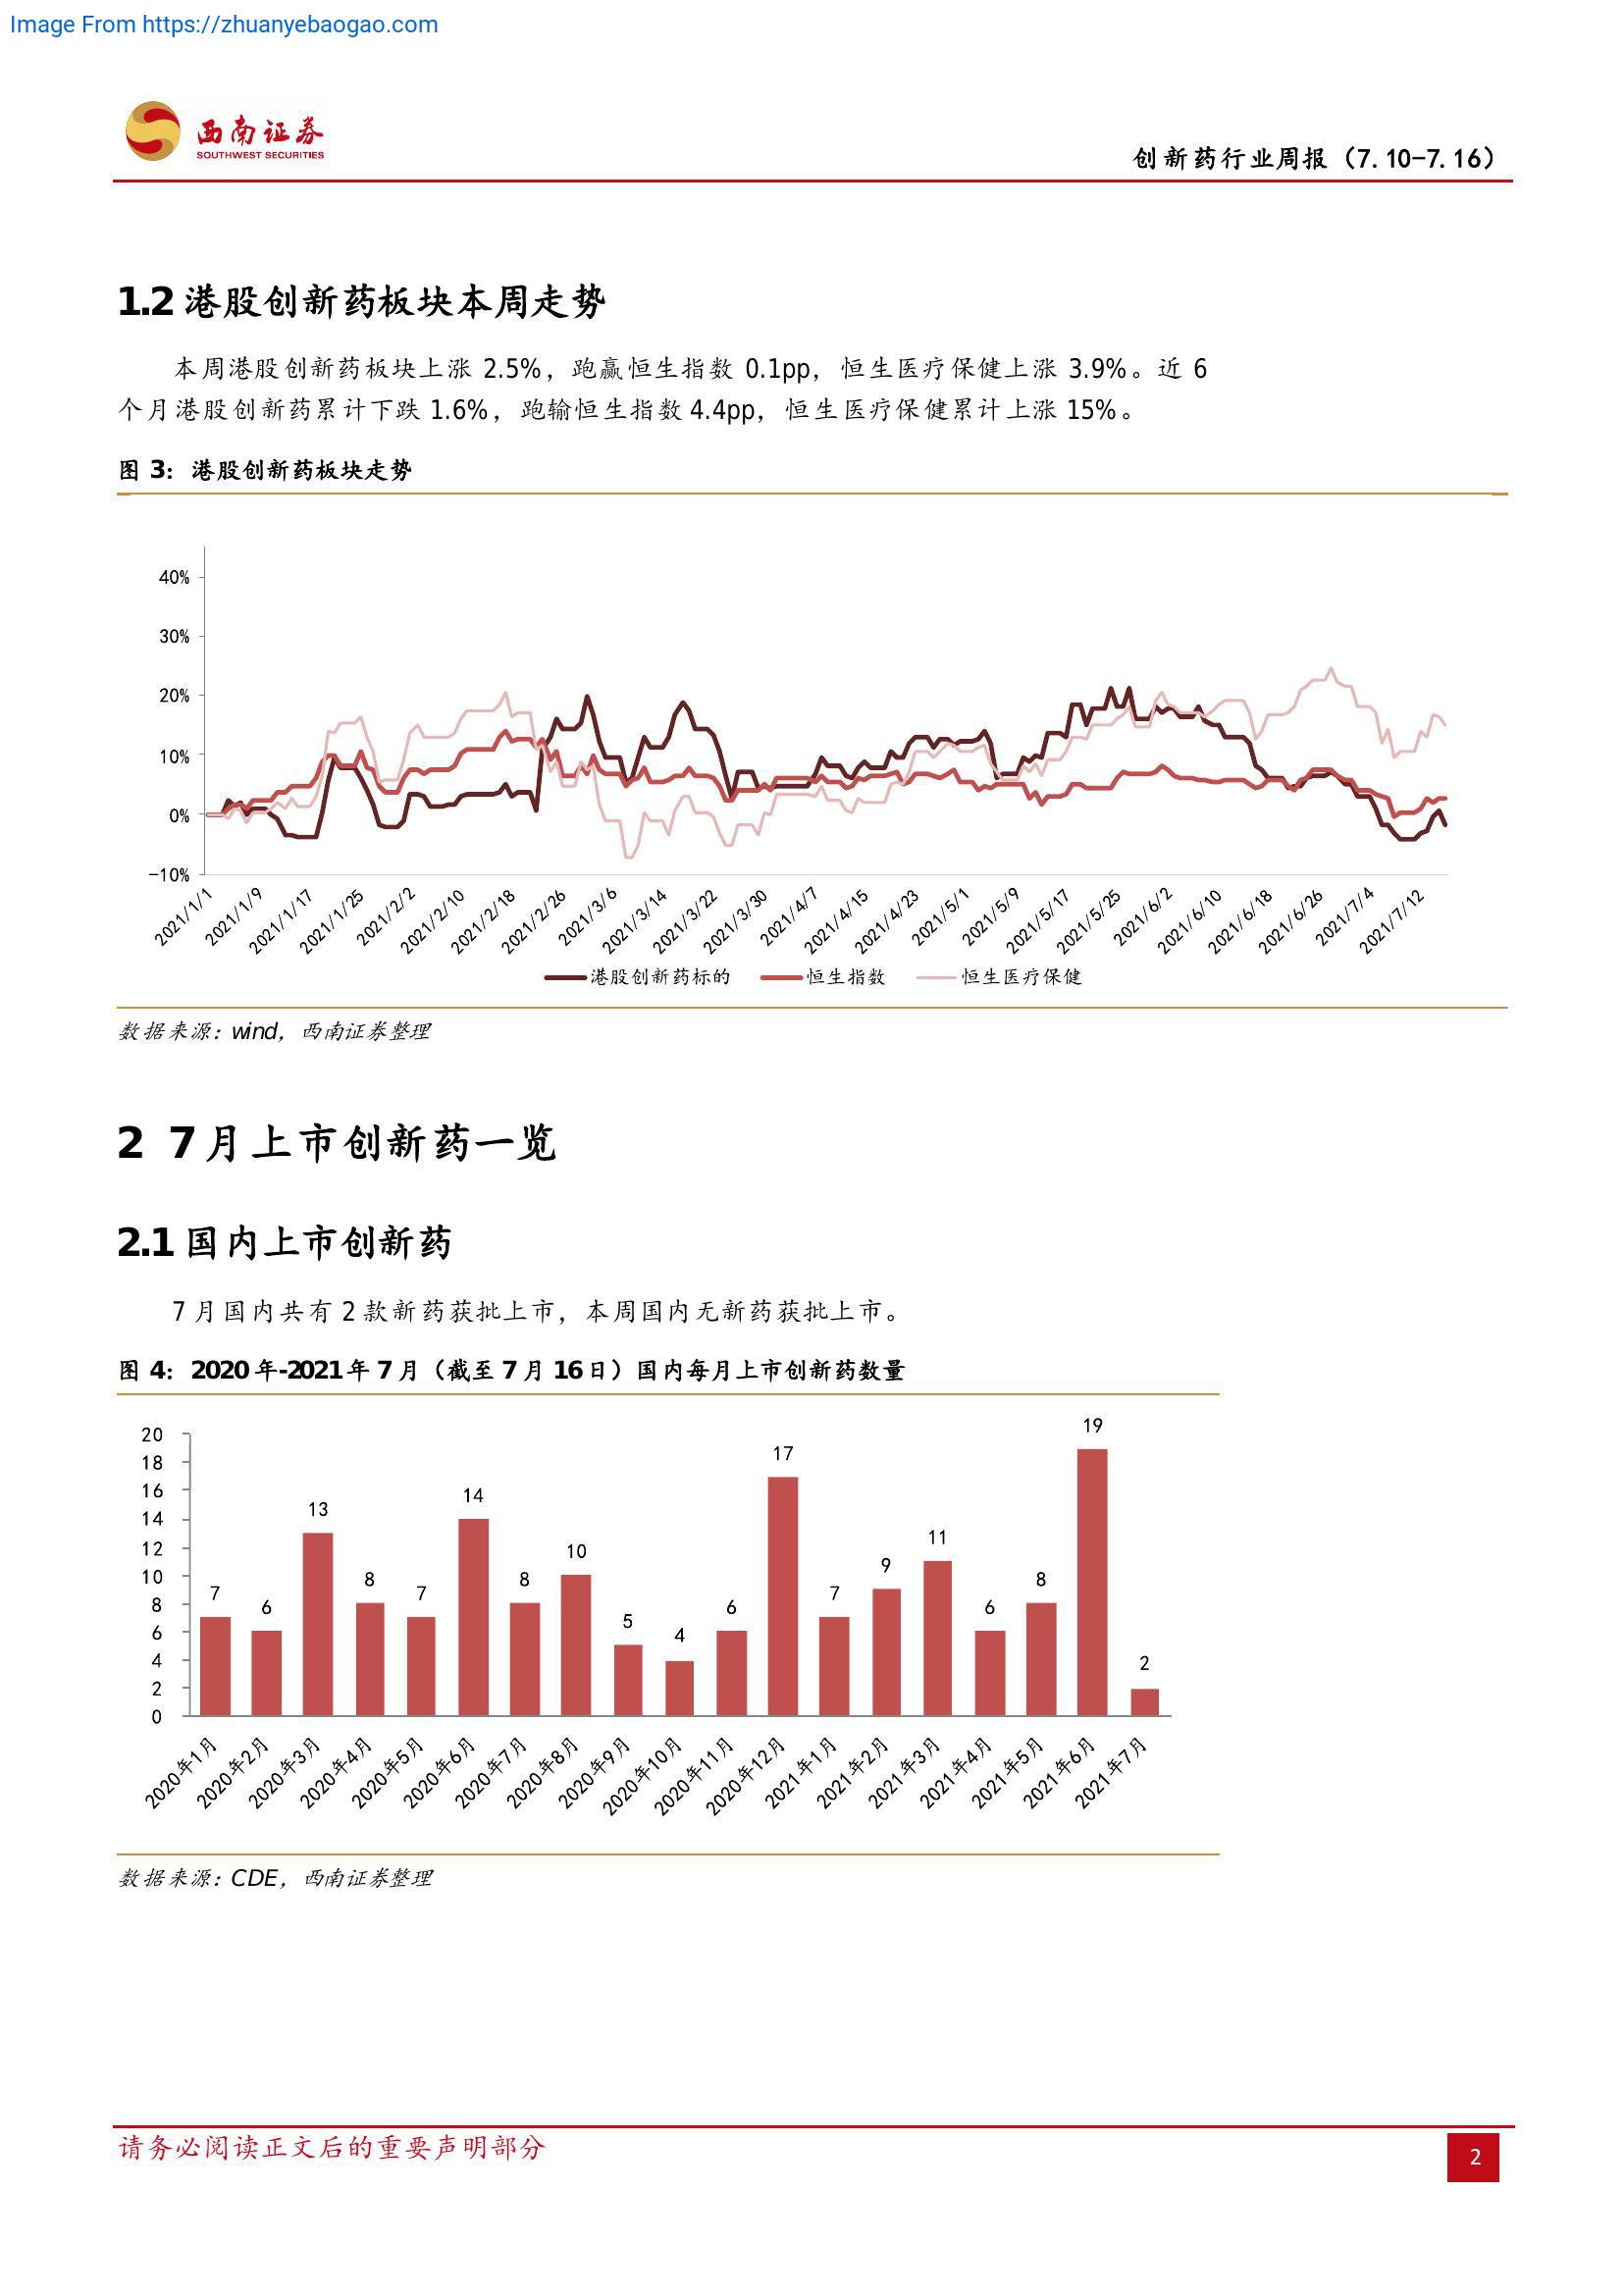 Image From https://zhuanyebaogao.com
西南证券
SOUTHWEST SECURITIES
创新药行业周报（7.10-7.16）
1.2 港股创新药板块本周走势
本周港股创新药板块上涨 2.5%，跑赢恒生指数 0.1pp，恒生医疗保健上涨 3.9%。近 6
个月港股创新药累计下跌 1.6%，跑输恒生指数 4.4pp，恒生医疗保健累计上涨 15%。
图 3：港股创新药板块走势
40%
30%
20%
10%
0%
-10%
2021/1/1
2021/1/9
2021/1/17
2021/1/25
2021/2/2
2021/2/10
2021/2/18
2021/2/26
2021/3/6
2021/3/14
2021/3/22
2021/3/30
2021/4/7
2021/4/15
2021/4/23
2021/5/1
2021/5/9
2021/5/17
2021/5/25
2021/6/2
2021/6/10
2021/6/18
2021/6/26
2021/7/4
2021/7/12
港股创新药标的 恒生指数 恒生医疗保健
数据来源：wind，西南证券整理
2 7 月上市创新药一览
2.1 国内上市创新药
7 月国内共有 2 款新药获批上市，本周国内无新药获批上市。
图 4：2020 年-2021 年 7 月（截至 7 月 16 日）国内每月上市创新药数量
20
18
16
14
12
10
8
6
4
2
0
7
6
13
8
7
14
8
10
5
4
6
17
7
9
11
6
8
19
2
2020年1月
2020年2月
2020年3月
2020年4月
2020年5月
2020年6月
2020年7月
2020年8月
2020年9月
2020年10月
2020年11月
2020年12月
2021年1月
2021年2月
2021年3月
2021年4月
2021年5月
2021年6月
2021年7月
数据来源：CDE，西南证券整理
请务必阅读正文后的重要声明部分
2